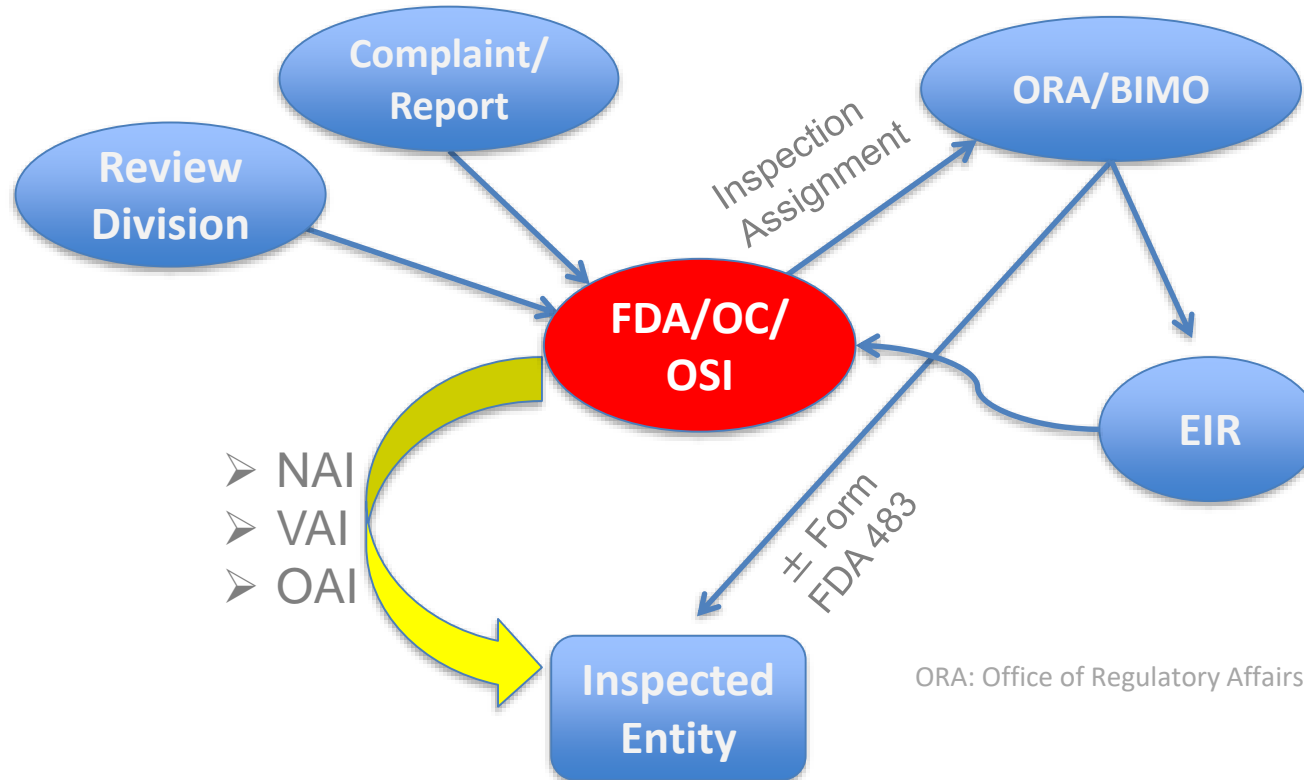 Complaint/
Report
ORA/BIMO
Review
Division
Inspection
Assignment
FDA/OC/
OSI
EIR
➢ NAI
➢ VAI
➢ OAI
± Form
FDA 483
Inspected
Entity
ORA: Office of Regulatory Affairs